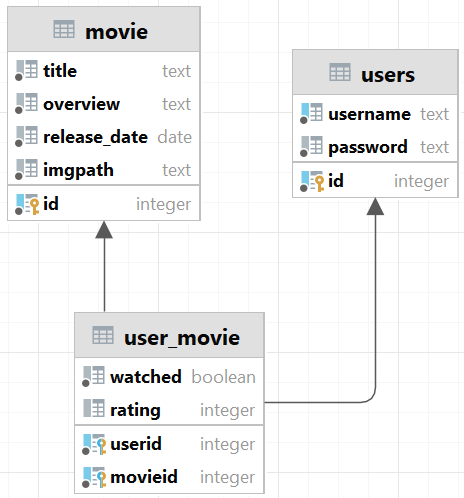 movie
title text
overview text
release_date date
imgpath text
id integer
users
username text
password text
id integer
user_movie
watched boolean
rating integer
userid integer
movieid integer